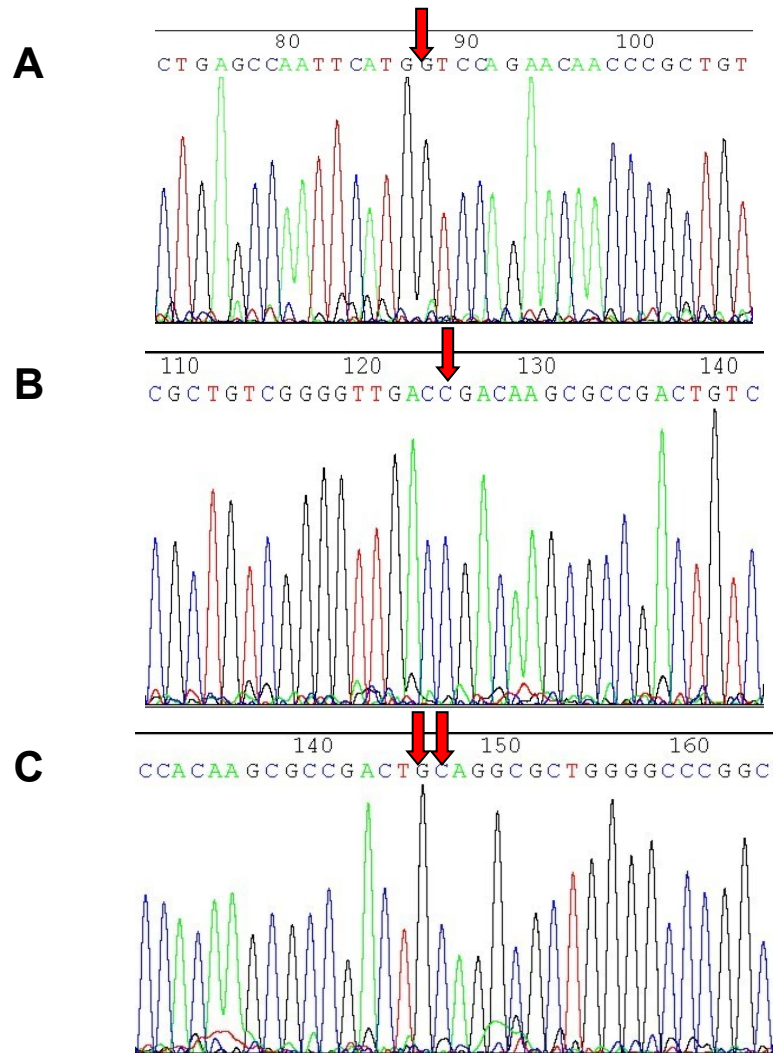 A
80 90 100
CTGAGCCAATTCATGGTCCAGAACAACCCGCTGT
B
110 120 130 140
CGCTGTCGGGGTTGACCGACAAGCGCCGACTGTC
C
140 150 160
CCACAAGCGCCGACTGCAGGCGCTGGGGCCCGGC